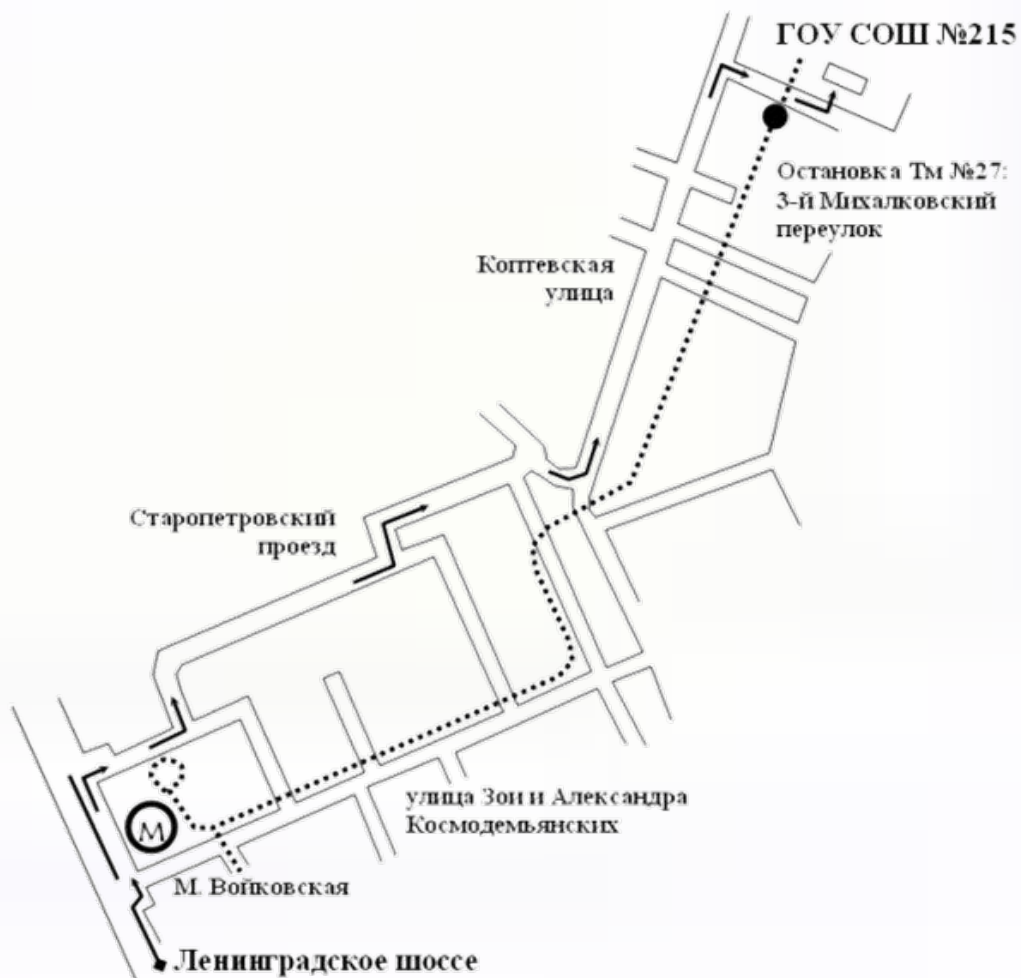 ГОУ СОШ №215
Остановка Тм №27:
3-й Михалковский
переулок
Коптевская
улица
Старопетровский
проезд
улица Зои и Александра
Космодемьянских
М
М. Войковская
Ленинградское шоссе